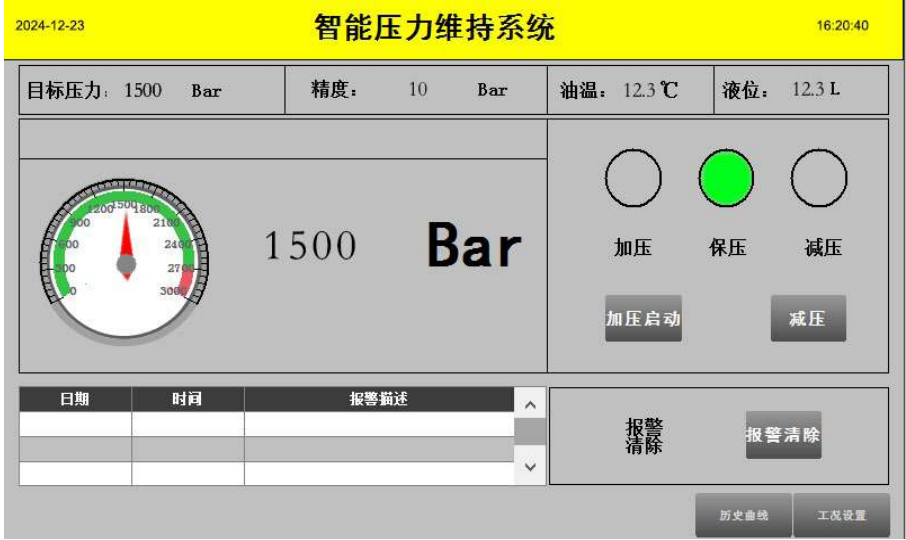 2024-12-23 智能压力维持系统 16:20:40
目标压力: 1500 Bar 精度: 10 Bar 油温: 12.3℃ 液位: 12.3 L
0 300 600 900 1200 1500 1800 2100 2400 2700 3000
1500 Bar
加压 保压 减压
加压启动 减压
日期 时间 报警描述
报警
清除
报警清除
历史曲线 工况设置